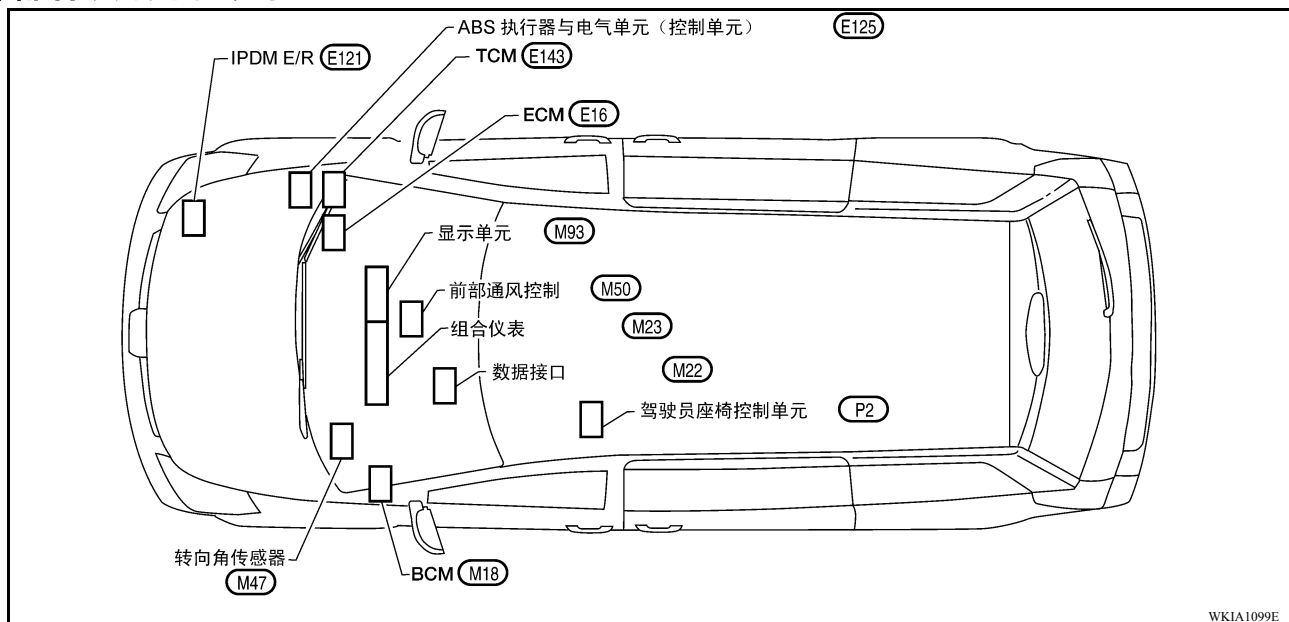 ABS 执行器与电气单元（控制单元） E125
IPDM E/R E121
TCM E143
ECM E16
显示单元 M93
前部通风控制 M50
组合仪表 M23
数据接口 M22
驾驶员座椅控制单元 P2
转向角传感器
M47
BCM M18
WKIA1099E